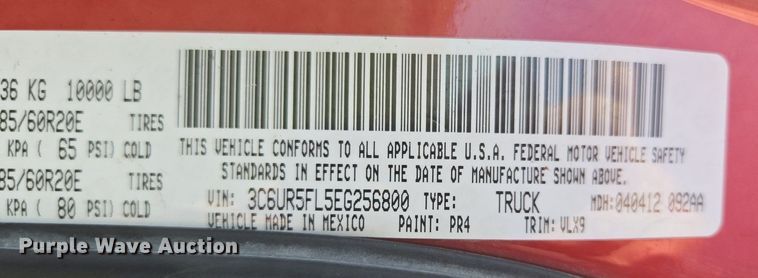 36 KG 10000 LB
85/60R20E TIRES
KPA ( 65 PSI) COLD
85/60R20E TIRES
KPA ( 80 PSI) COLD
THIS VEHICLE CONFORMS TO ALL APPLICABLE U.S.A. FEDERAL MOTOR VEHICLE SAFETY
STANDARDS IN EFFECT ON THE DATE OF MANUFACTURE SHOWN ABOVE.
VIN: 3C6UR5FL5EG256800 TYPE: TRUCK MDH:040412 092AA
VEHICLE MADE IN MEXICO PAINT: PR4 TRIM: VLX9
Purple Wave Auction